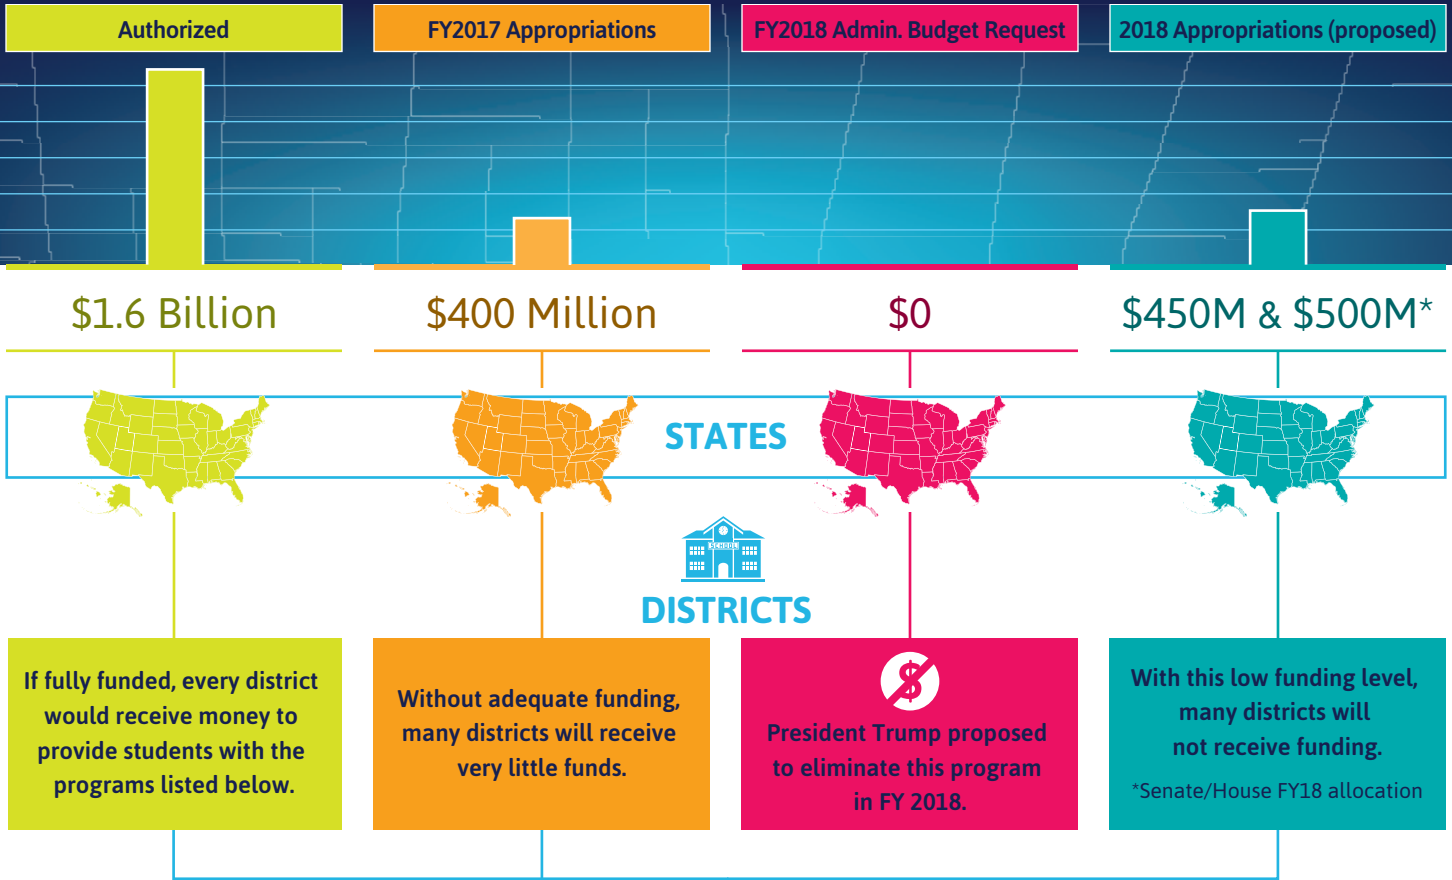 Authorized
FY2017 Appropriations
FY2018 Admin. Budget Request
2018 Appropriations (proposed)
$1.6 Billion
$400 Million
$0
$450M & $500M*
STATES
SCHOOL
DISTRICTS
If fully funded, every district
would receive money to
provide students with the
programs listed below.
Without adequate funding,
many districts will receive
very little funds.
$
President Trump proposed
to eliminate this program
in FY 2018.
With this low funding level,
many districts will
not receive funding.
*Senate/House FY18 allocation